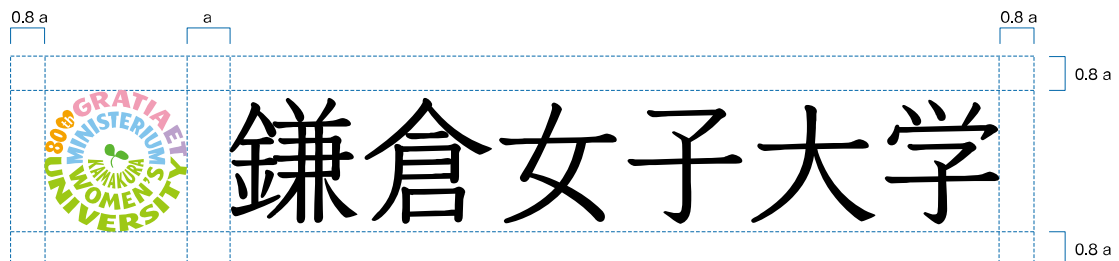 0.8 a
a
0.8 a
0.8 a
GRATIA ET
MINISTERIUM
KAMAKURA
WOMEN'S
UNIVERSITY
鎌倉女子大学
0.8 a